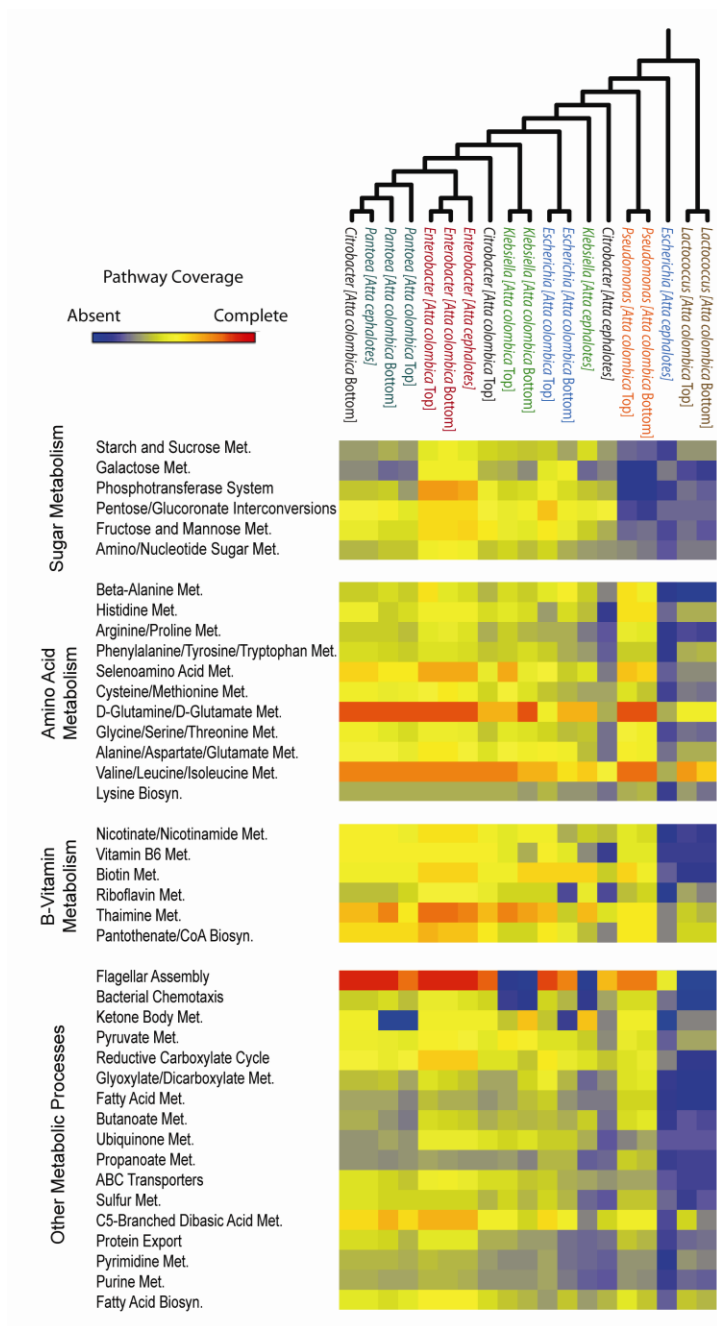 Pathway Coverage
Absent
Complete
Citrobacter [Atta colombica Bottom]
Pantoea [Atta cephalotes]
Pantoea [Atta colombica Bottom]
Pantoea [Atta colombica Top]
Enterobacter [Atta colombica Top]
Enterobacter [Atta colombica Bottom]
Enterobacter [Atta cephalotes]
Citrobacter [Atta colombica Top]
Klebsiella [Atta colombica Top]
Klebsiella [Atta colombica Bottom]
Escherichia [Atta colombica Top]
Escherichia [Atta colombica Bottom]
Klebsiella [Atta cephalotes]
Citrobacter [Atta cephalotes]
Pseudomonas [Atta colombica Top]
Pseudomonas [Atta colombica Bottom]
Escherichia [Atta cephalotes]
Lactococcus [Atta colombica Top]
Lactococcus [Atta colombica Bottom]
Sugar Metabolism
Starch and Sucrose Met.
Galactose Met.
Phosphotransferase System
Pentose/Glucoronate Interconversions
Fructose and Mannose Met.
Amino/Nucleotide Sugar Met.
Amino Acid
Metabolism
Beta-Alanine Met.
Histidine Met.
Arginine/Proline Met.
Phenylalanine/Tyrosine/Tryptophan Met.
Selenoamino Acid Met.
Cysteine/Methionine Met.
D-Glutamine/D-Glutamate Met.
Glycine/Serine/Threonine Met.
Alanine/Aspartate/Glutamate Met.
Valine/Leucine/Isoleucine Met.
Lysine Biosyn.
B-Vitamin
Metabolism
Nicotinate/Nicotinamide Met.
Vitamin B6 Met.
Biotin Met.
Riboflavin Met.
Thaimine Met.
Pantothenate/CoA Biosyn.
Other Metabolic Processes
Flagellar Assembly
Bacterial Chemotaxis
Ketone Body Met.
Pyruvate Met.
Reductive Carboxylate Cycle
Glyoxylate/Dicarboxylate Met.
Fatty Acid Met.
Butanoate Met.
Ubiquinone Met.
Propanoate Met.
ABC Transporters
Sulfur Met.
C5-Branched Dibasic Acid Met.
Protein Export
Pyrimidine Met.
Purine Met.
Fatty Acid Biosyn.